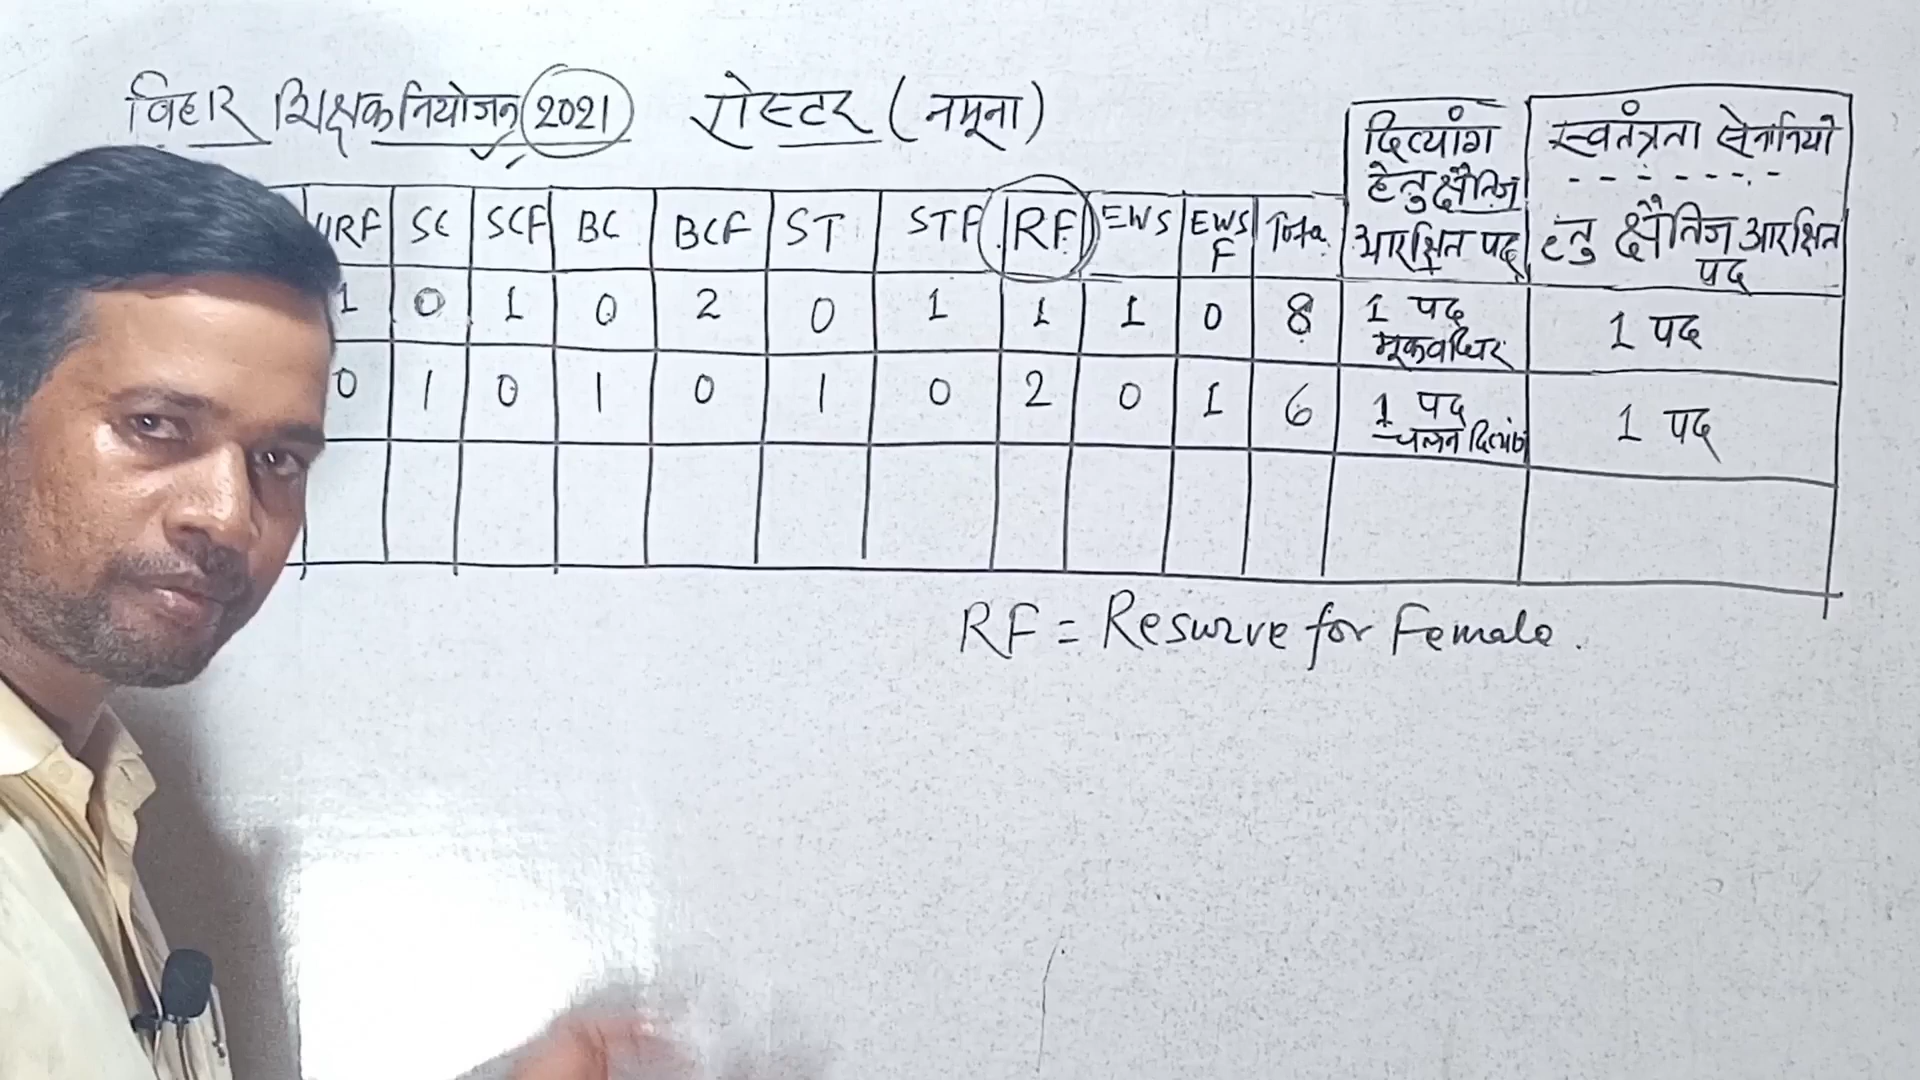 बिहार शिक्षक नियोजन 2021 रोस्टर (नमूना)
दिव्यांग
हेतु क्षैतिज
आरक्षित पद
स्वतंत्रता सेनानियो
हेतु क्षैतिज आरक्षित
पद
URF SC SCF BC BCF ST STF RF EWS EWS F Tota
1 0 1 0 2 0 1 1 1 0 8 1 पद मूकवधिर 1 पद
0 1 0 1 0 1 0 2 0 1 6 1 पद चलन दिव्यांग 1 पद
RF = Resurve for Female.